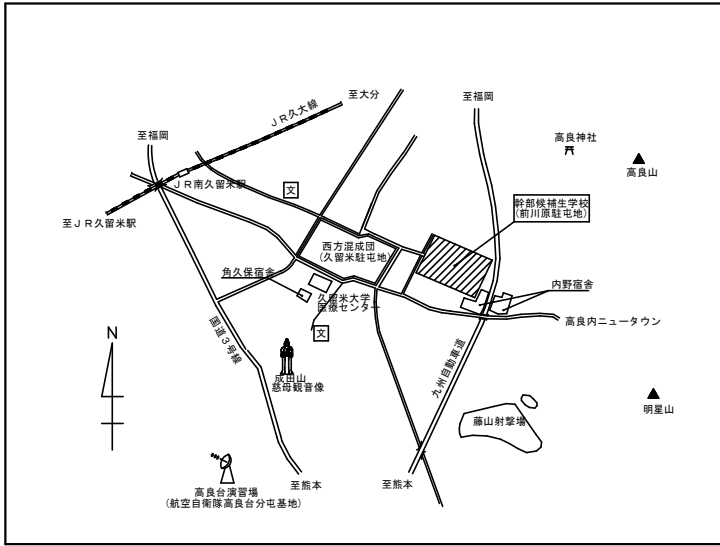 至大分
至福岡
JR久大線
至福岡
高良神社
高良山
文
JR南久留米駅
幹部候補生学校
(前川原駐屯地)
至JR久留米駅
西方混成団
(久留米駐屯地)
角久保宿舎
内野宿舎
久留米大学
医療センター
高良内ニュータウン
N
国道3号線
文
九州自動車道
成田山
慈母観音像
明星山
藤山射撃場
至熊本
至熊本
高良台演習場
(航空自衛隊高良台分屯基地)